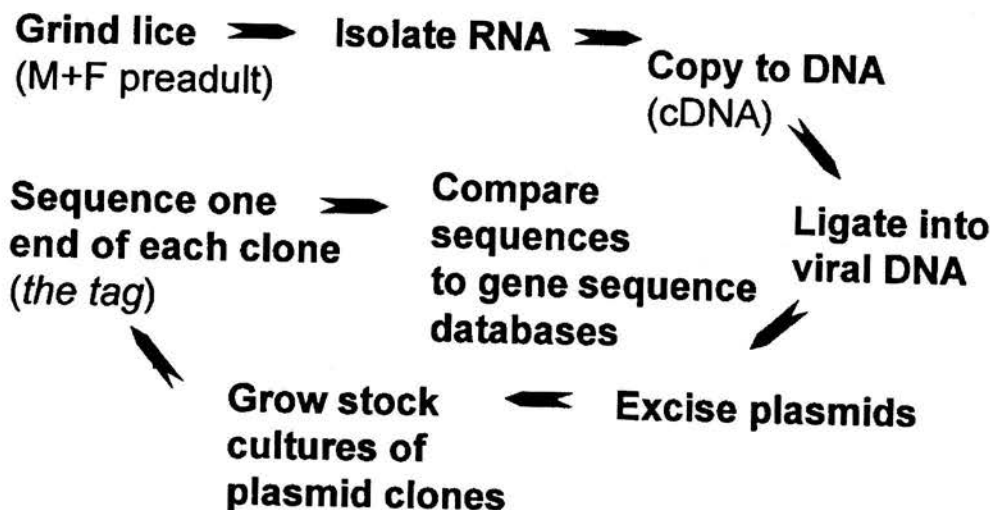 Grind lice
(M+F preadult)
Isolate RNA
Copy to DNA
(cDNA)
Ligate into
viral DNA
Excise plasmids
Grow stock
cultures of
plasmid clones
Sequence one
end of each clone
(the tag)
Compare
sequences
to gene sequence
databases